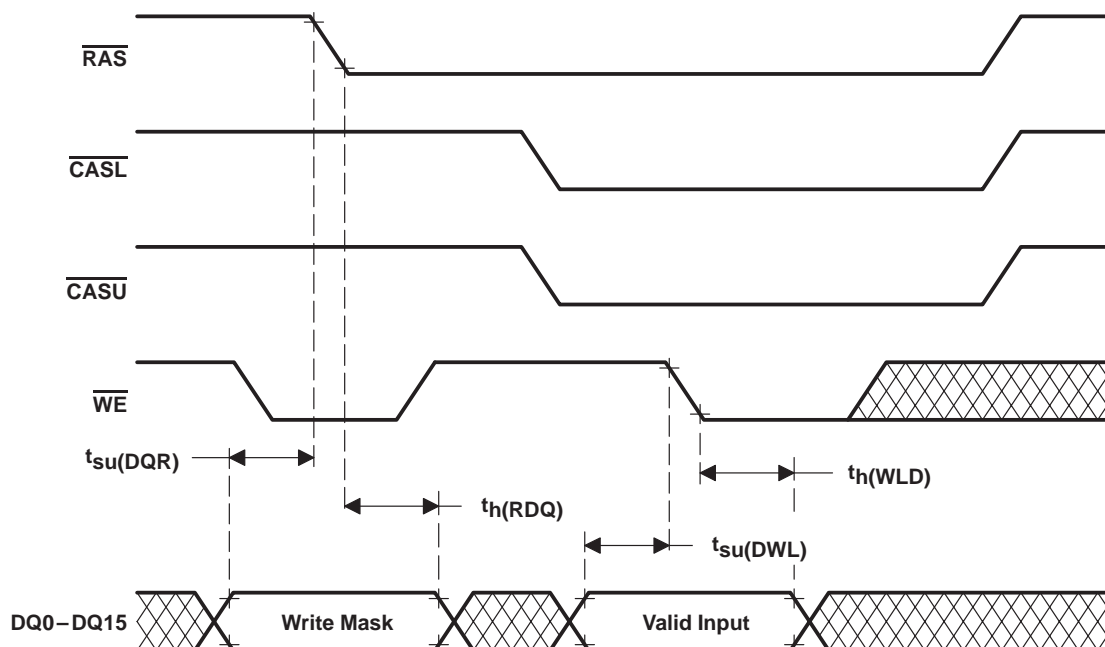 RAS
CASL
CASU
WE
tsu(DQR)
th(WLD)
th(RDQ)
tsu(DWL)
DQ0–DQ15
Write Mask
Valid Input